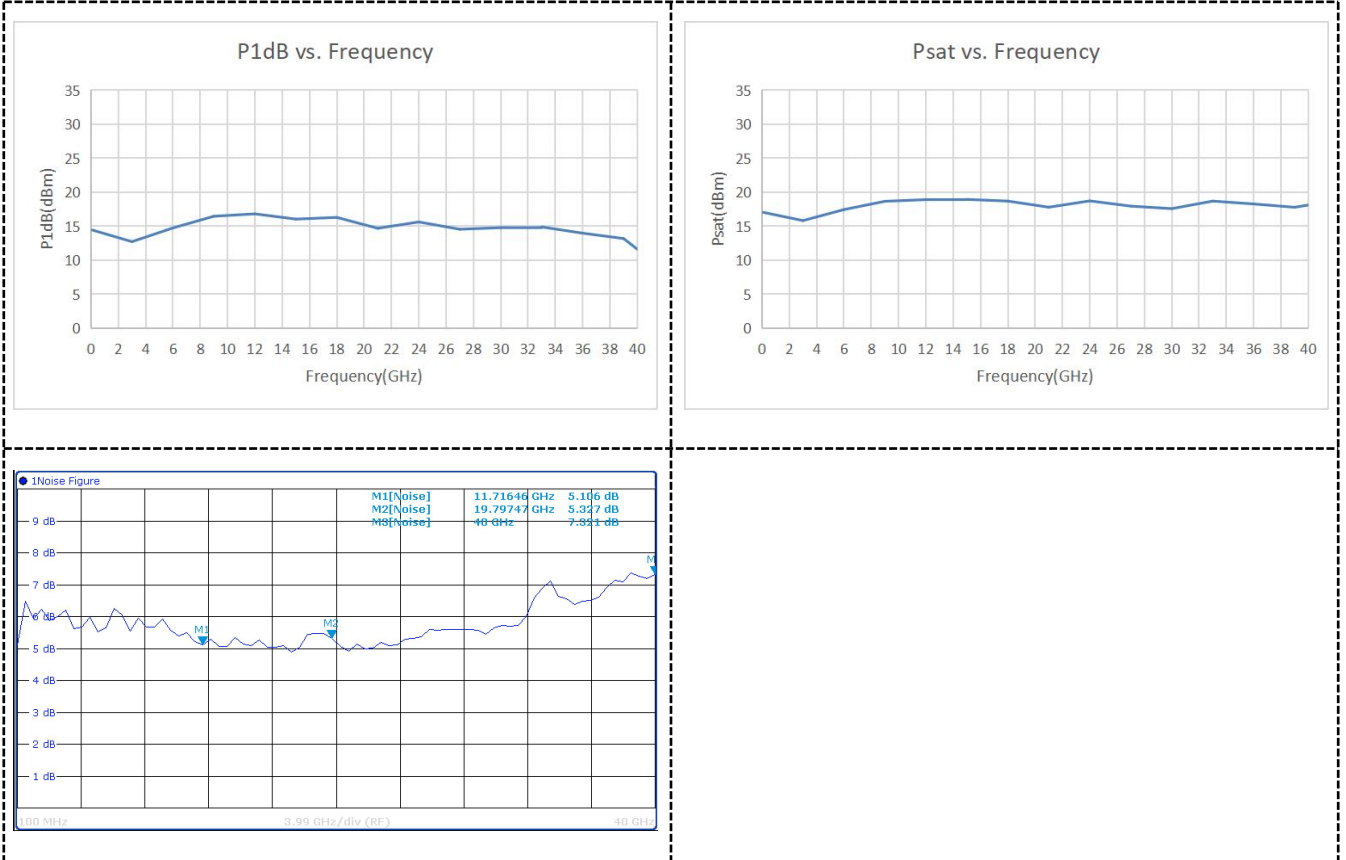 P1dB vs. Frequency
P1dB(dBm)
35
30
25
20
15
10
5
0
0 2 4 6 8 10 12 14 16 18 20 22 24 26 28 30 32 34 36 38 40
Frequency(GHz)
Psat vs. Frequency
Psat(dBm)
35
30
25
20
15
10
5
0
0 2 4 6 8 10 12 14 16 18 20 22 24 26 28 30 32 34 36 38 40
Frequency(GHz)
1Noise Figure
M1[Noise] 11.71646 GHz 5.106 dB
M2[Noise] 19.79747 GHz 5.327 dB
M3[Noise] 40 GHz 7.321 dB
9 dB
8 dB
M
7 dB
6 dB
M1
M2
5 dB
4 dB
3 dB
2 dB
1 dB
100 MHz 3.99 GHz/div (RF) 40 GHz